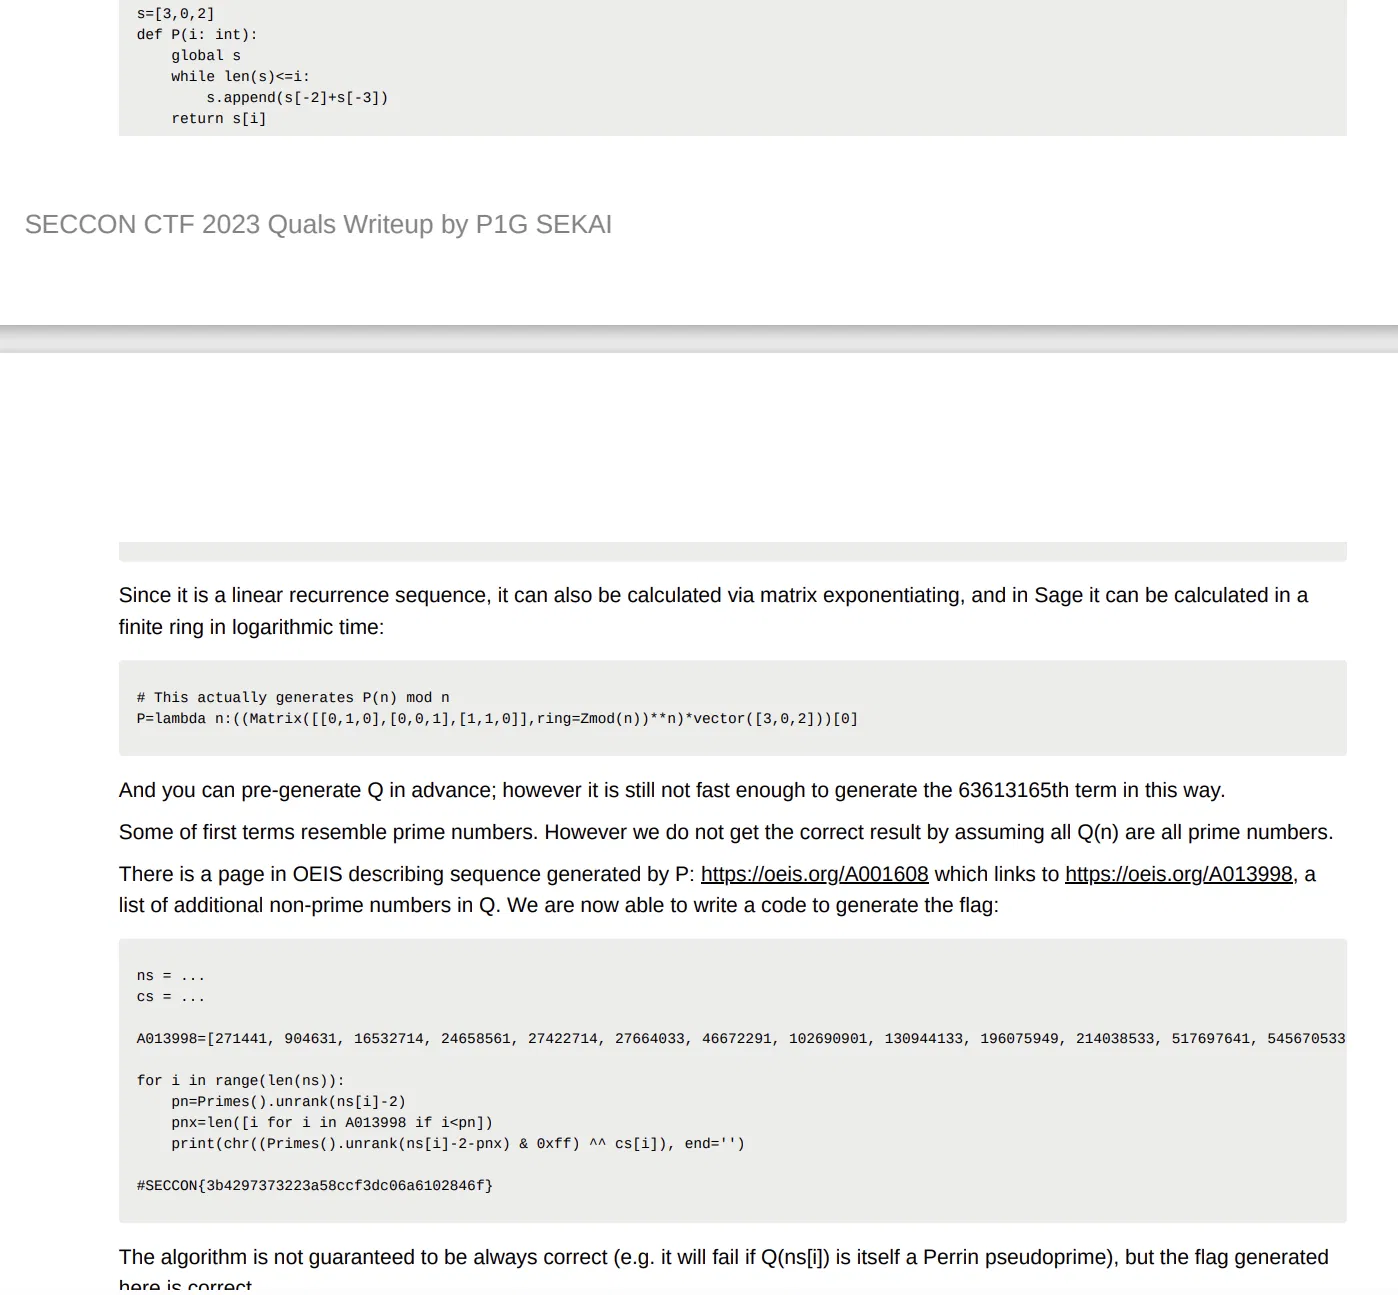 s=[3,0,2]
def P(i: int):
    global s
    while len(s)<=i:
        s.append(s[-2]+s[-3])
    return s[i]
SECCON CTF 2023 Quals Writeup by P1G SEKAI
Since it is a linear recurrence sequence, it can also be calculated via matrix exponentiating, and in Sage it can be calculated in a
finite ring in logarithmic time:
# This actually generates P(n) mod n
P=lambda n:((Matrix([[0,1,0],[0,0,1],[1,1,0]],ring=Zmod(n))**n)*vector([3,0,2]))[0]
And you can pre-generate Q in advance; however it is still not fast enough to generate the 63613165th term in this way.
Some of first terms resemble prime numbers. However we do not get the correct result by assuming all Q(n) are all prime numbers.
There is a page in OEIS describing sequence generated by P: https://oeis.org/A001608 which links to https://oeis.org/A013998, a
list of additional non-prime numbers in Q. We are now able to write a code to generate the flag:
ns = ...
cs = ...
A013998=[271441, 904631, 16532714, 24658561, 27422714, 27664033, 46672291, 102690901, 130944133, 196075949, 214038533, 517697641, 545670533
for i in range(len(ns)):
    pn=Primes().unrank(ns[i]-2)
    pnx=len([i for i in A013998 if i<pn])
    print(chr((Primes().unrank(ns[i]-2-pnx) & 0xff) ^^ cs[i]), end='')
#SECCON{3b4297373223a58ccf3dc06a6102846f}
The algorithm is not guaranteed to be always correct (e.g. it will fail if Q(ns[i]) is itself a Perrin pseudoprime), but the flag generated
here is correct